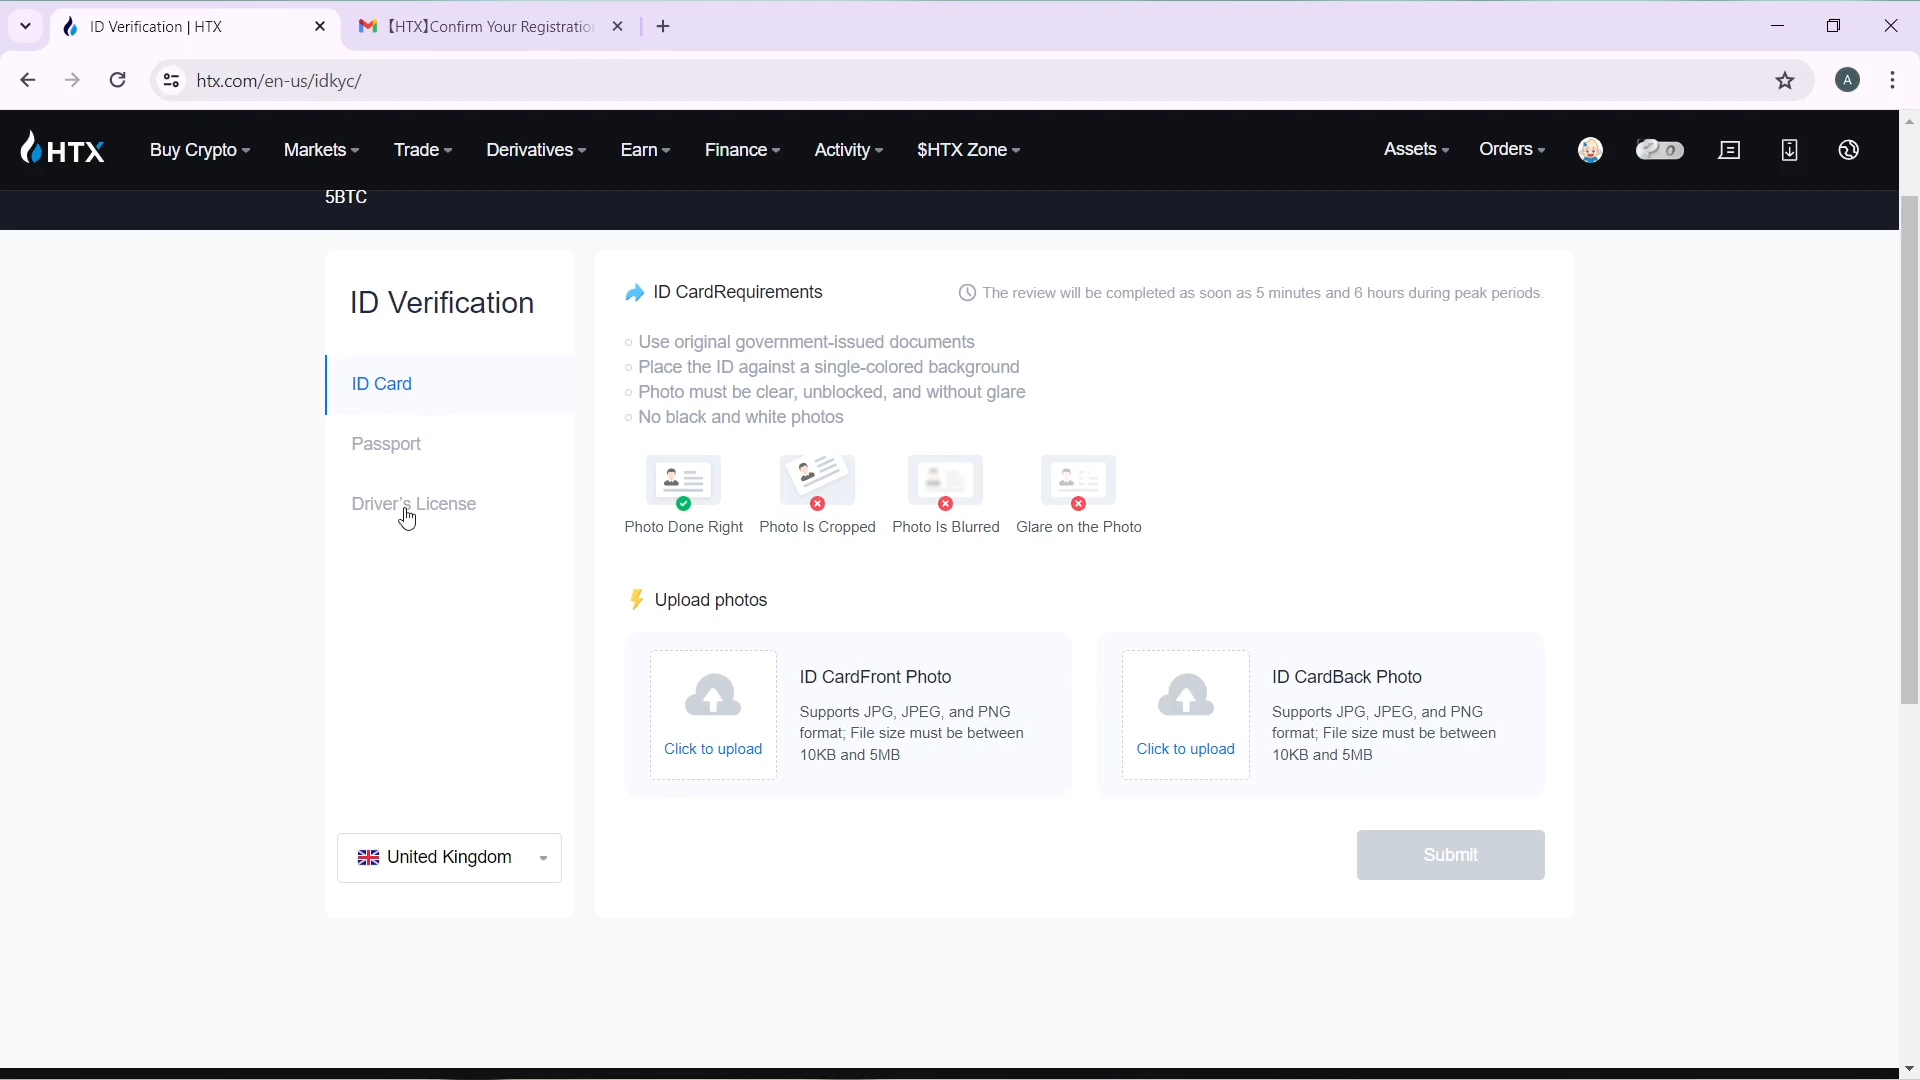 ID Verification | HTX
【HTX】Confirm Your Registration
htx.com/en-us/idkyc/
A
HTX
Buy Crypto
Markets
Trade
Derivatives
Earn
Finance
Activity
$HTX Zone
Assets
Orders
0
5BTC
ID Verification
ID Card
Passport
Driver's License
United Kingdom
ID CardRequirements
The review will be completed as soon as 5 minutes and 6 hours during peak periods.
Use original government-issued documents
Place the ID against a single-colored background
Photo must be clear, unblocked, and without glare
No black and white photos
Photo Done Right
Photo Is Cropped
Photo Is Blurred
Glare on the Photo
Upload photos
Click to upload
ID CardFront Photo
Supports JPG, JPEG, and PNG
format; File size must be between
10KB and 5MB
Click to upload
ID CardBack Photo
Supports JPG, JPEG, and PNG
format; File size must be between
10KB and 5MB
Submit